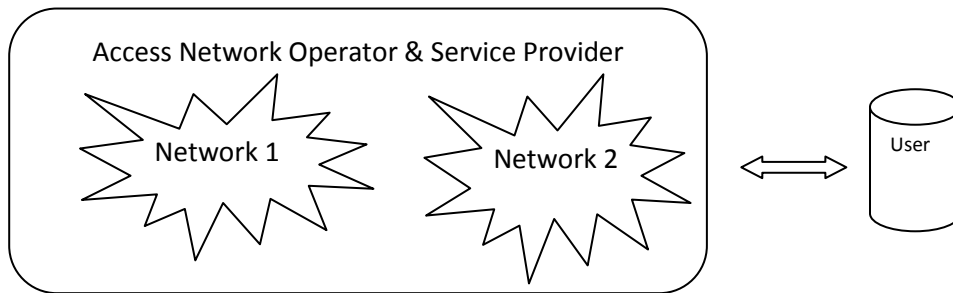 Access Network Operator & Service Provider
Network 1
Network 2
User